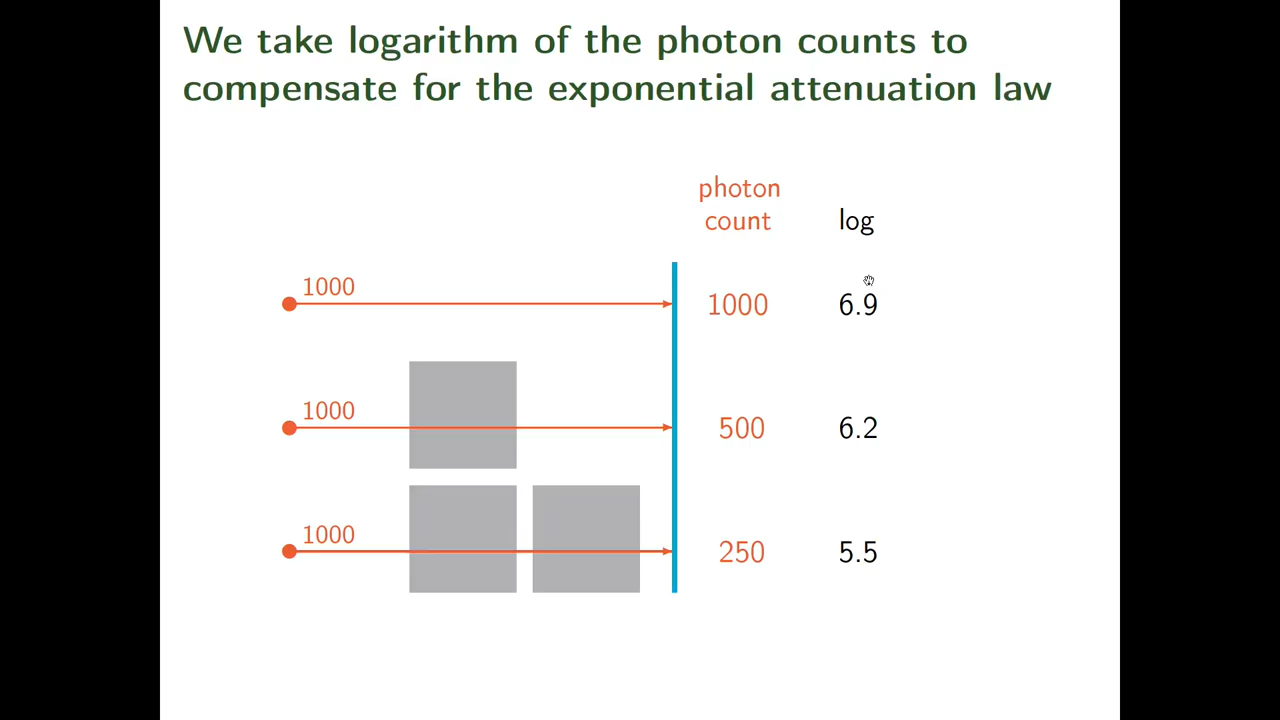 We take logarithm of the photon counts to
compensate for the exponential attenuation law
photon
count
log
1000
1000
6.9
1000
500
6.2
1000
250
5.5